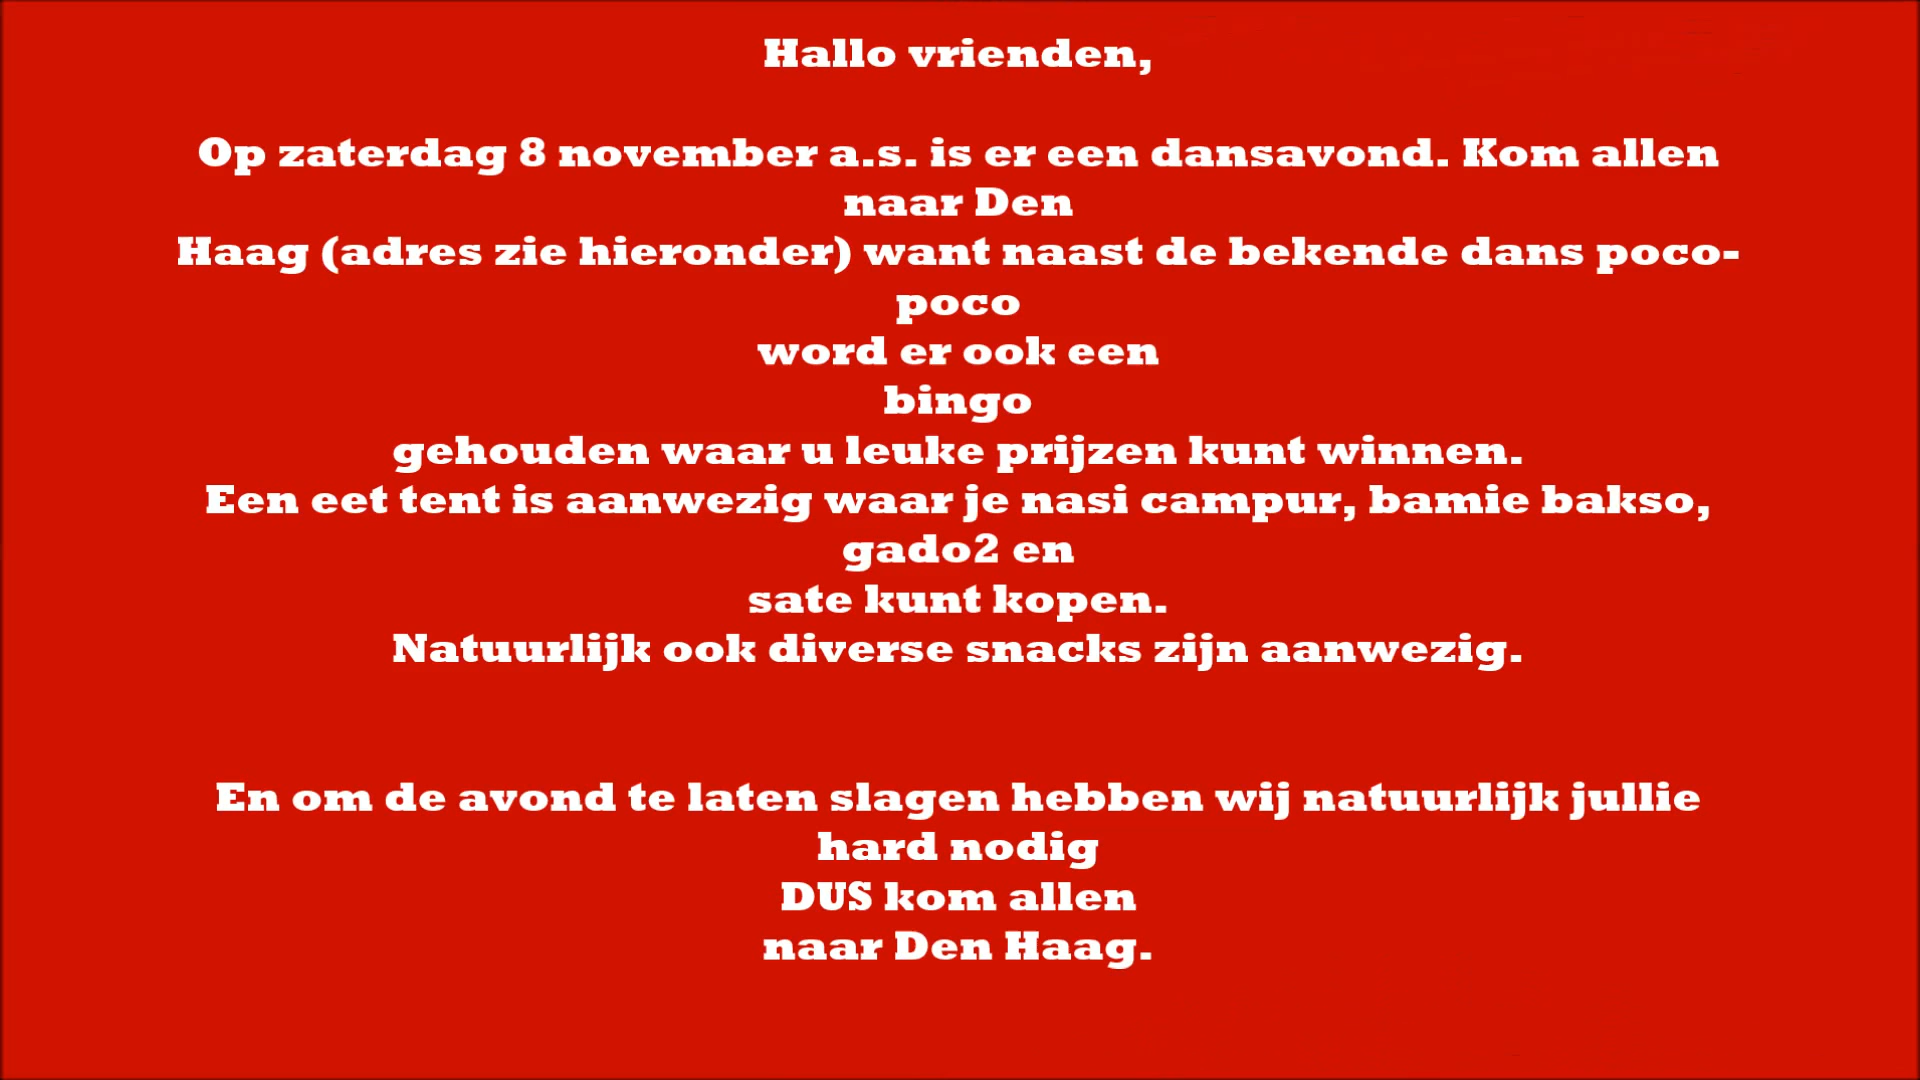 Hallo vrienden,
Op zaterdag 8 november a.s. is er een dansavond. Kom allen
naar Den
Haag (adres zie hieronder) want naast de bekende dans poco-
poco
word er ook een
bingo
gehouden waar u leuke prijzen kunt winnen.
Een eet tent is aanwezig waar je nasi campur, bamie bakso,
gado2 en
sate kunt kopen.
Natuurlijk ook diverse snacks zijn aanwezig.
En om de avond te laten slagen hebben wij natuurlijk jullie
hard nodig
DUS kom allen
naar Den Haag.